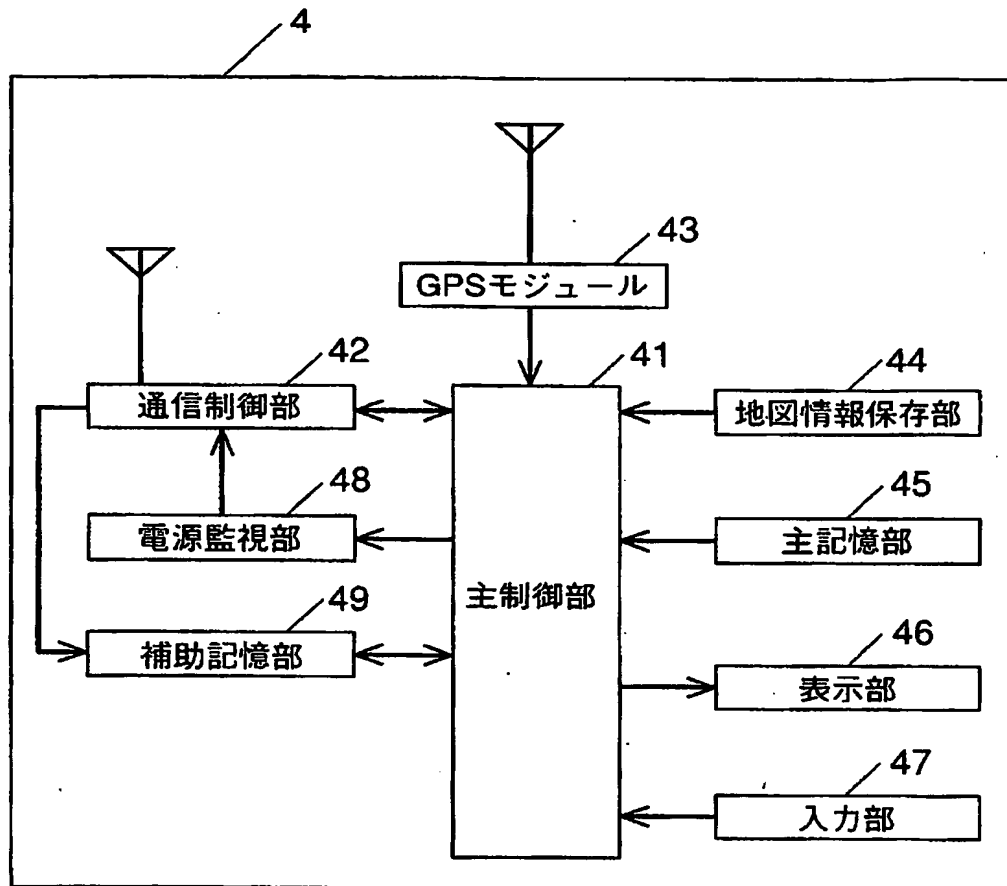 4
43
GPSモジュール
42
通信制御部
41
主制御部
44
地図情報保存部
48
電源監視部
45
主記憶部
49
補助記憶部
46
表示部
47
入力部